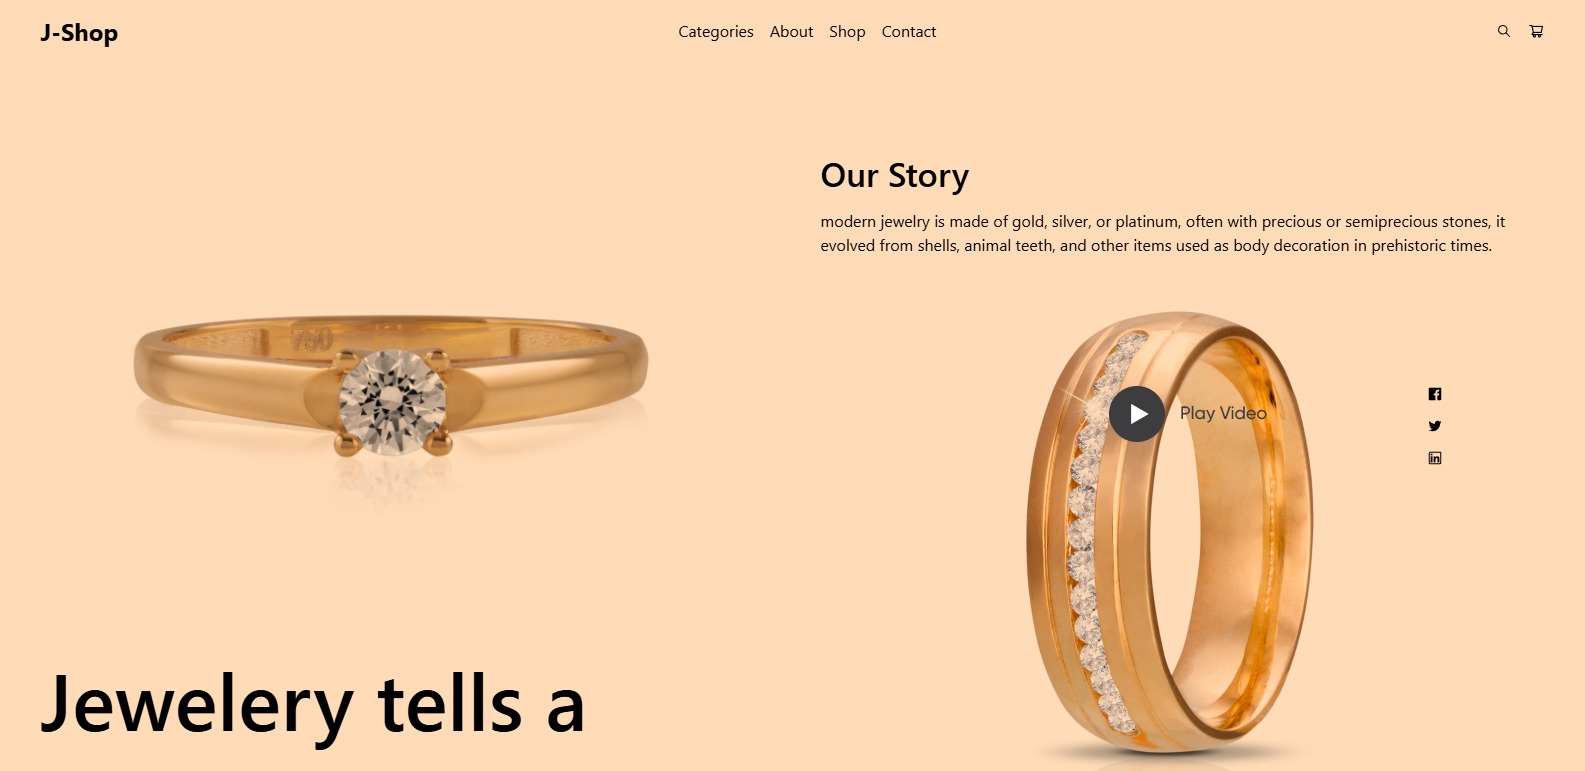 J-Shop
Categories About Shop Contact
Our Story
modern jewelry is made of gold, silver, or platinum, often with precious or semiprecious stones, it
evolved from shells, animal teeth, and other items used as body decoration in prehistoric times.
750
Play Video
Jewelery tells a